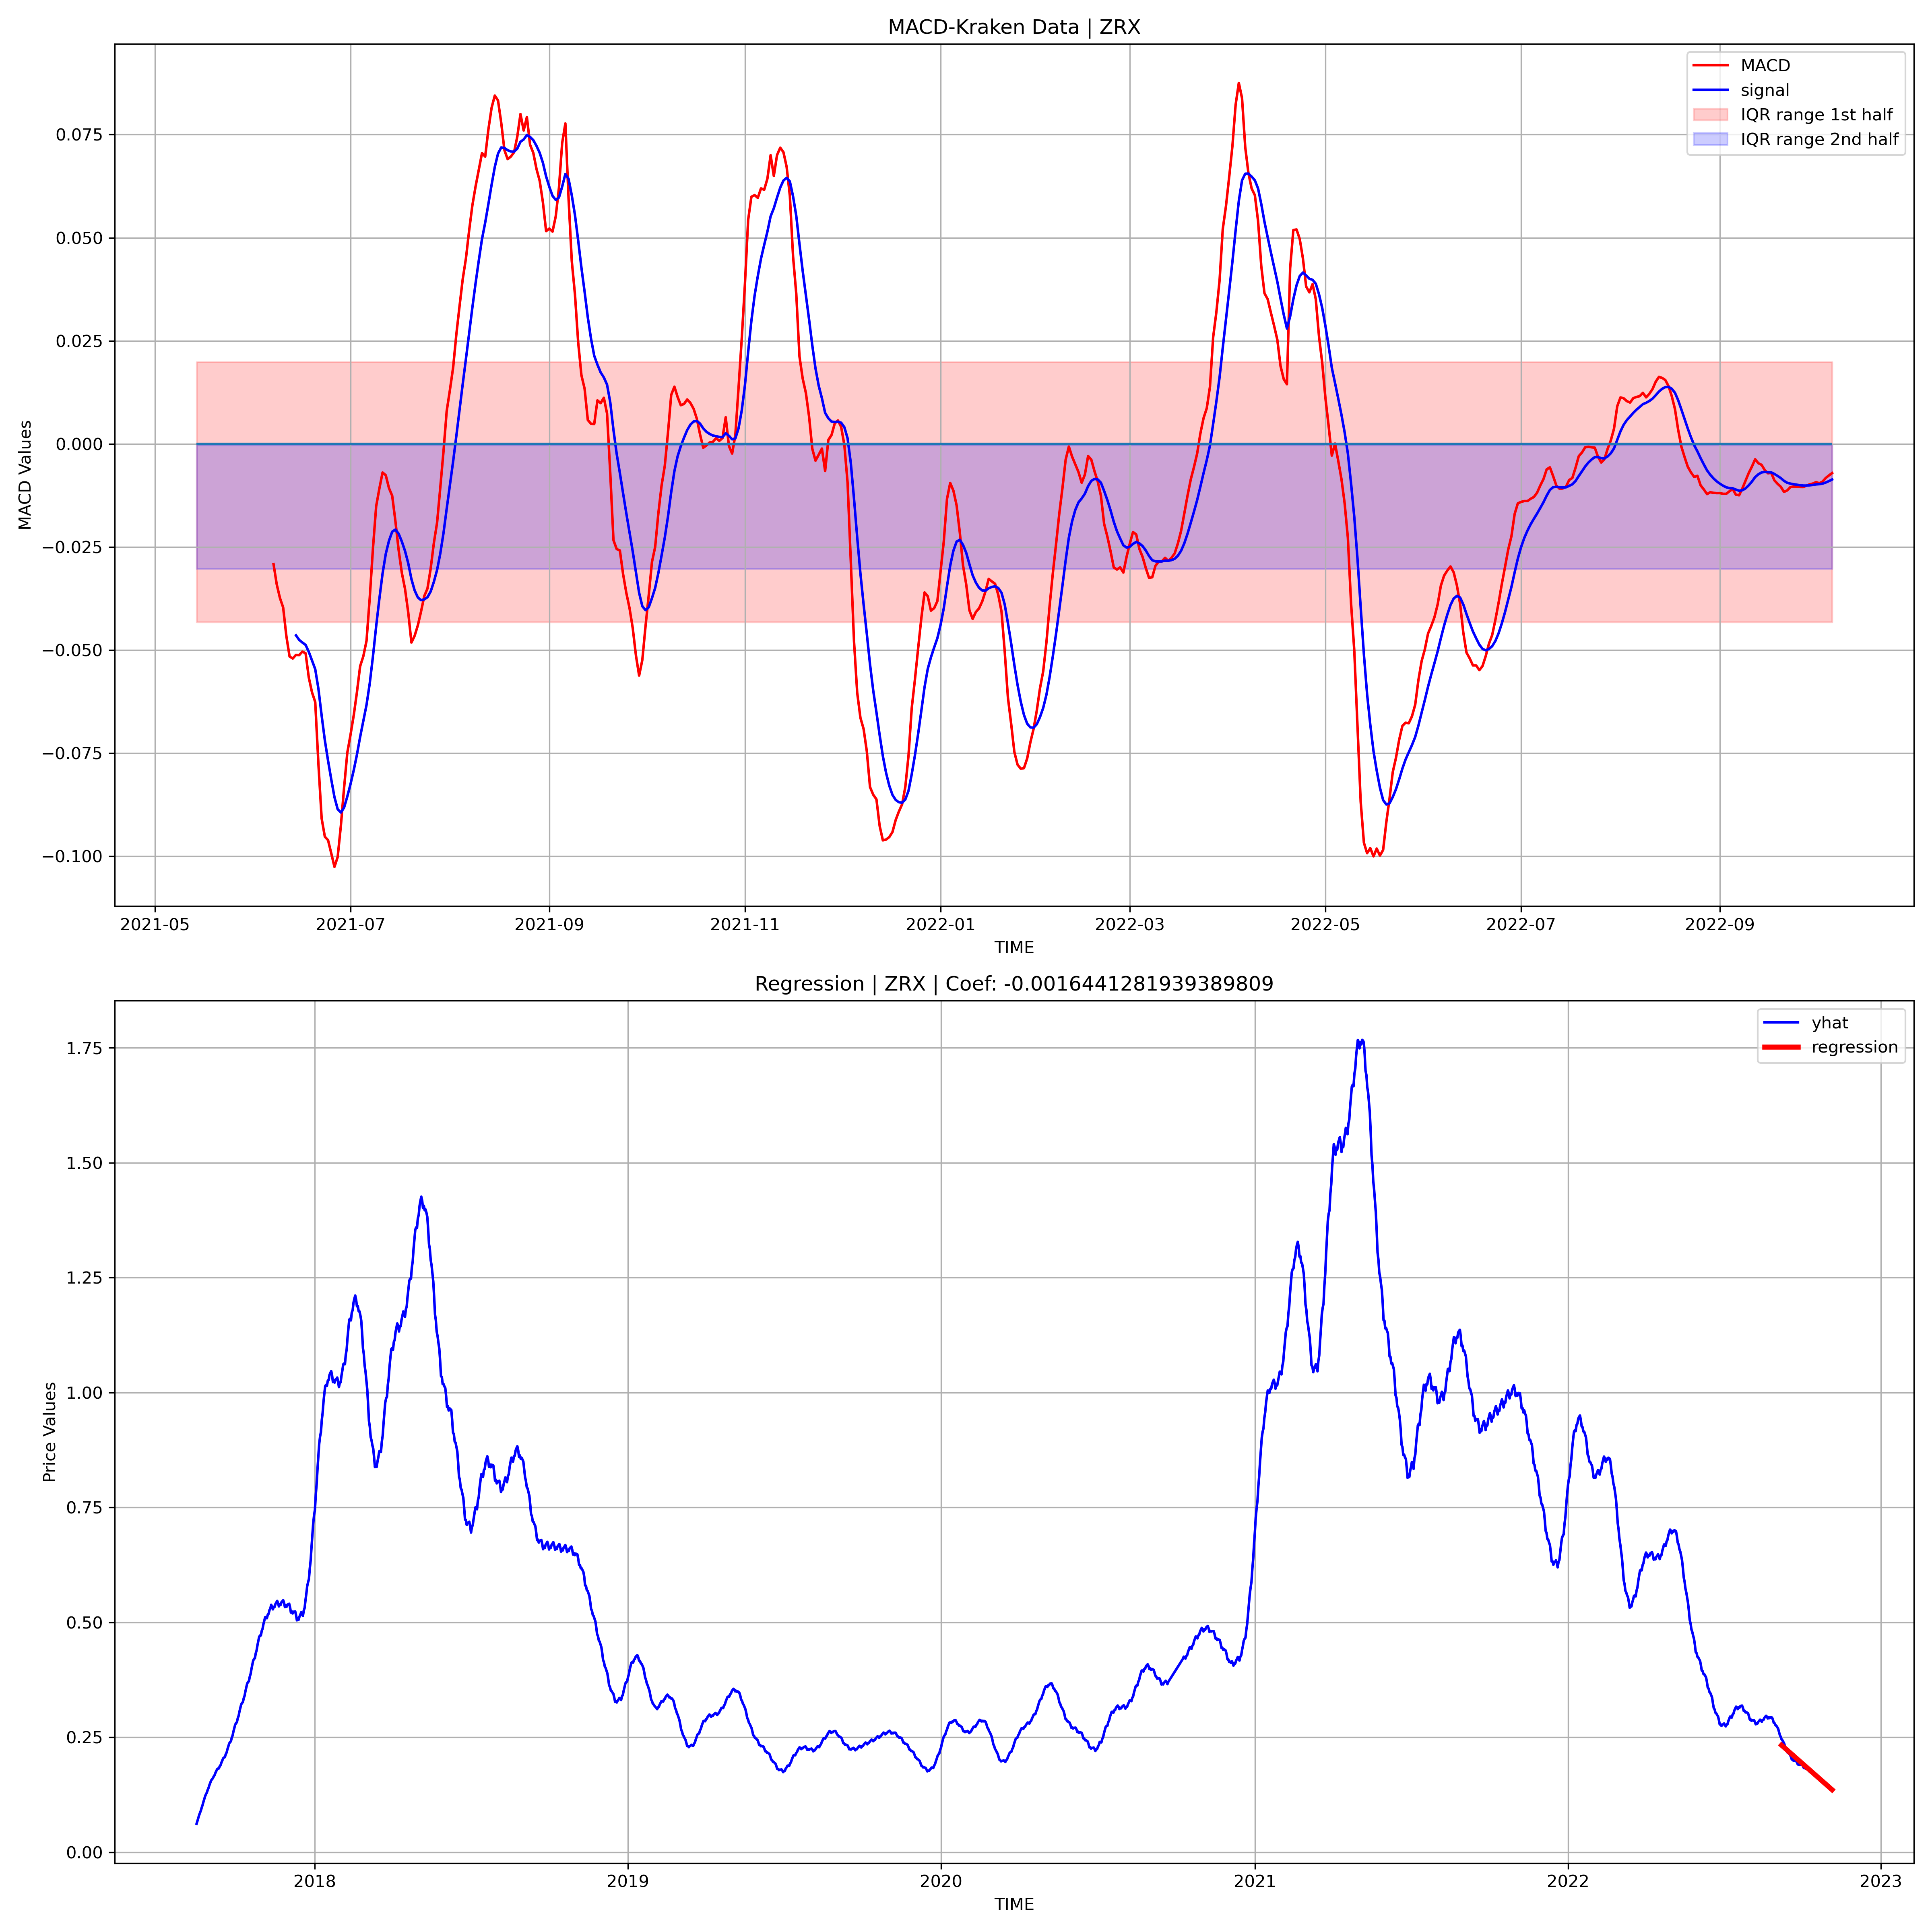 MACD-Kraken Data | ZRX
MACD
signal
IQR range 1st half
IQR range 2nd half
MACD Values
0.075
0.050
0.025
0.000
−0.025
−0.050
−0.075
−0.100
2021-05 2021-07 2021-09 2021-11 2022-01 2022-03 2022-05 2022-07 2022-09
TIME
Regression | ZRX | Coef: -0.0016441281939389809
yhat
regression
Price Values
1.75
1.50
1.25
1.00
0.75
0.50
0.25
0.00
2018 2019 2020 2021 2022 2023
TIME